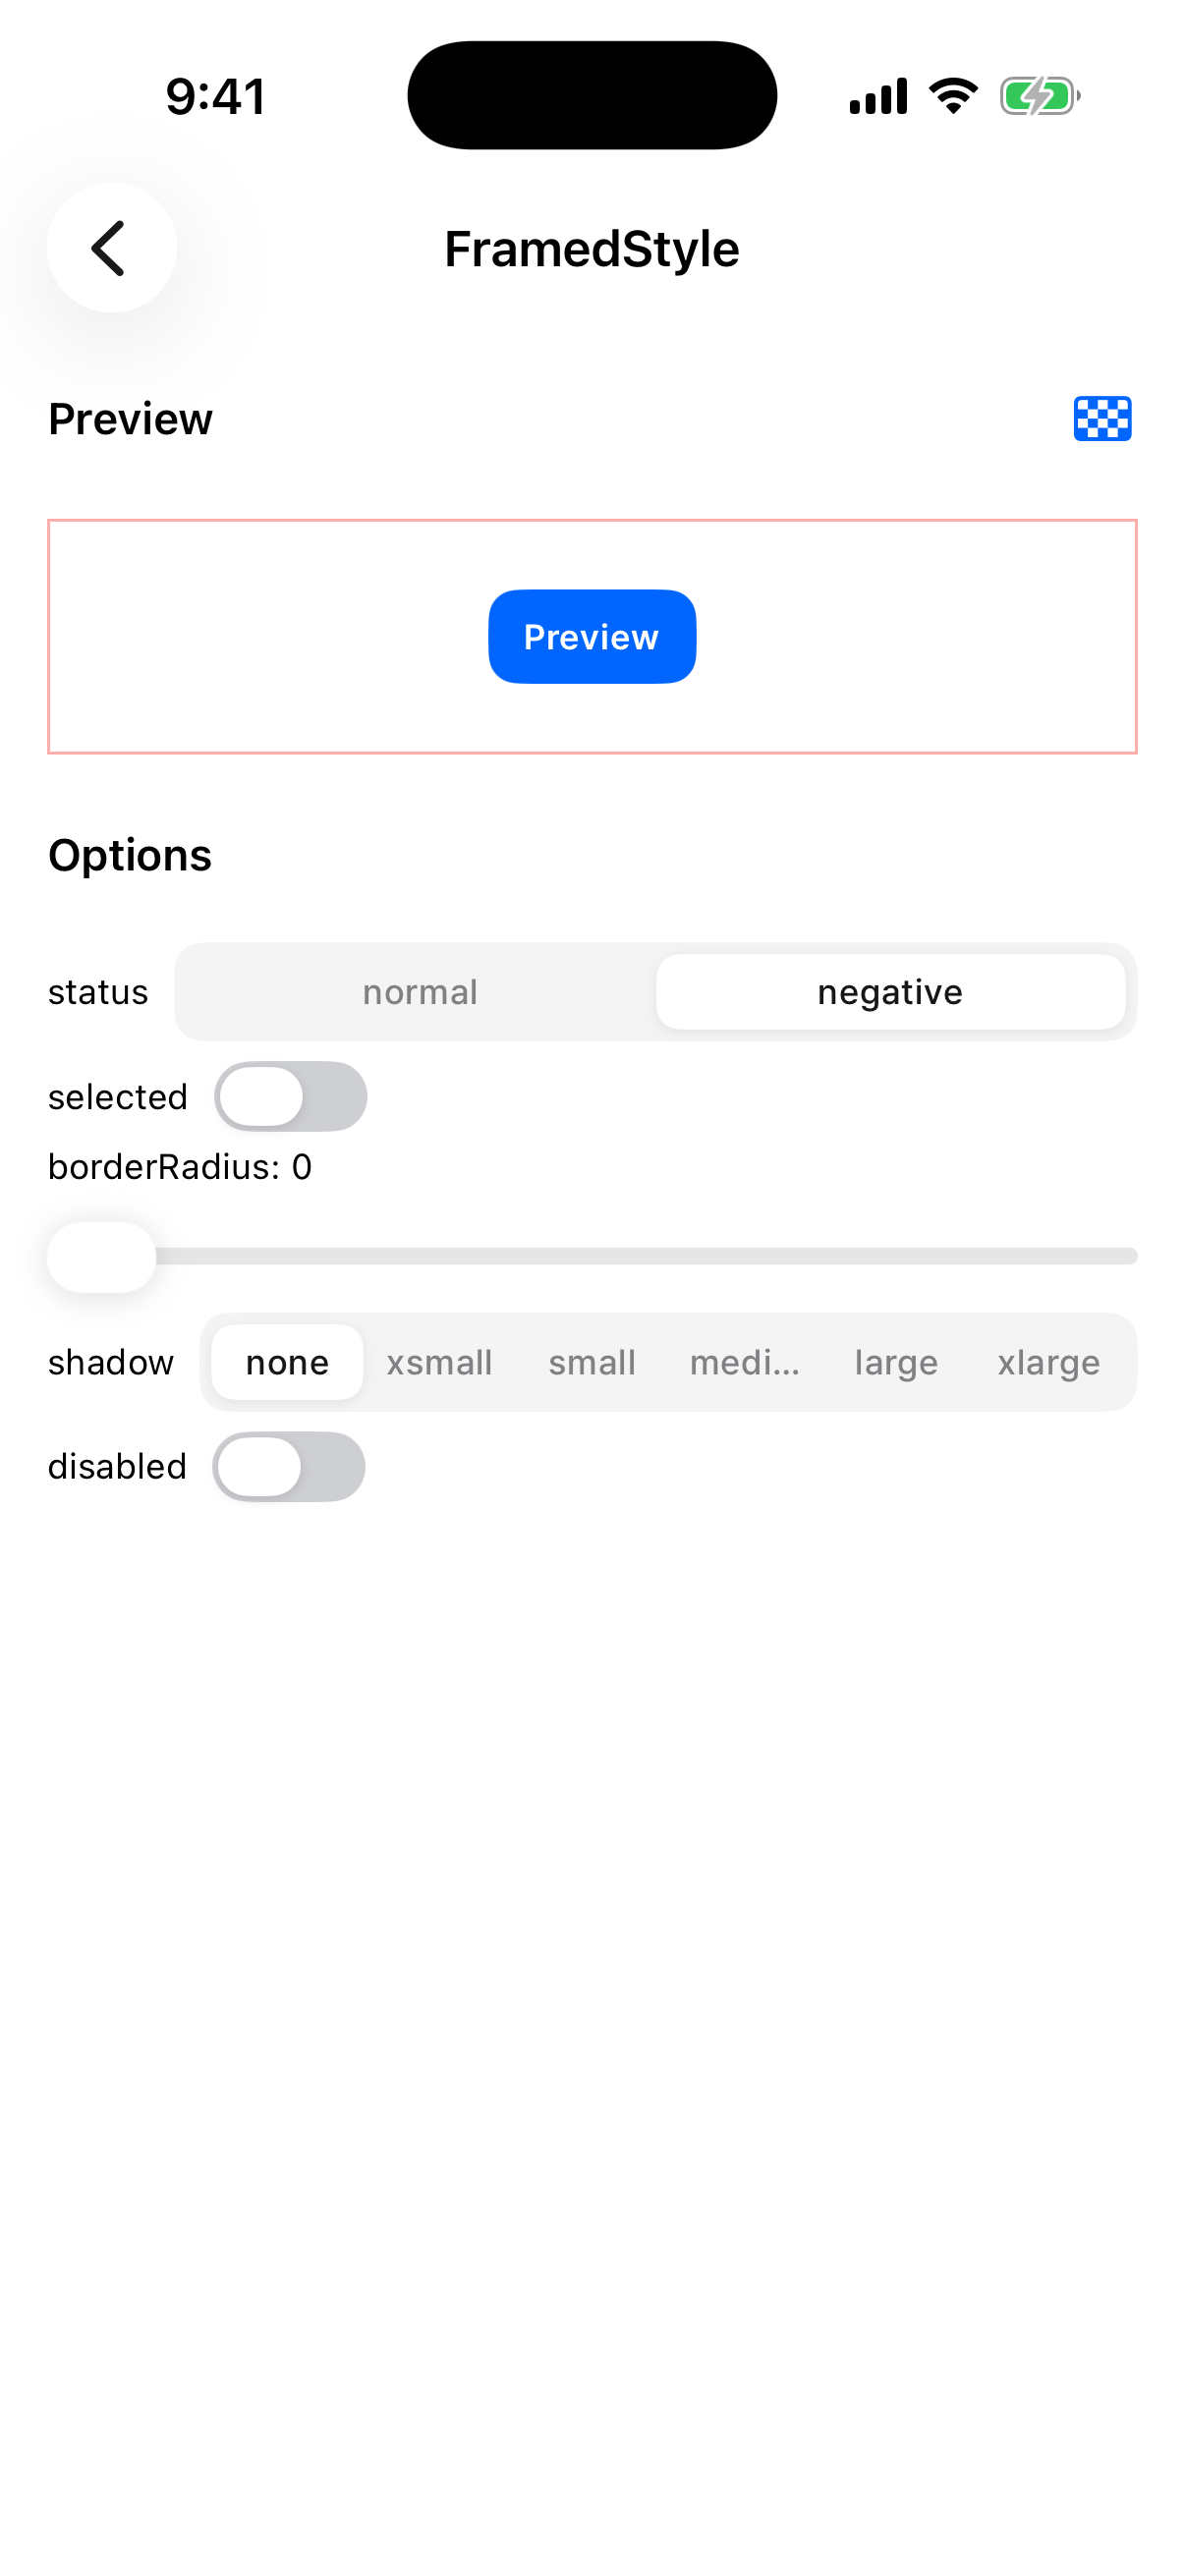 9:41
FramedStyle
Preview
Preview
Options
status normal negative
selected
borderRadius: 0
shadow none xsmall small medi... large xlarge
disabled